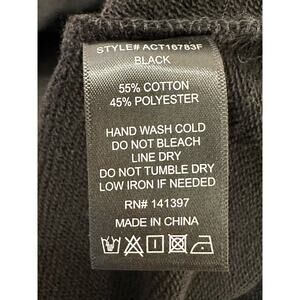 STYLE# ACT16783F
BLACK
55% COTTON
45% POLYESTER
HAND WASH COLD
DO NOT BLEACH
LINE DRY
DO NOT TUMBLE DRY
LOW IRON IF NEEDED
RN# 141397
MADE IN CHINA